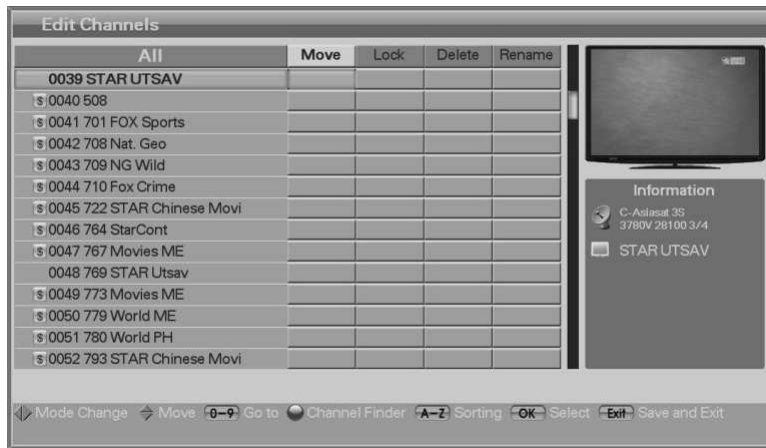 Edit Channels
All Move Lock Delete Rename
0039 STAR UTSAV
$ 0040 508
$ 0041 701 FOX Sports
$ 0042 708 Nat. Geo
$ 0043 709 NG Wild
$ 0044 710 Fox Crime
$ 0045 722 STAR Chinese Movi
$ 0046 764 StarCont
$ 0047 767 Movies ME
0048 769 STAR Utsav
$ 0049 773 Movies ME
$ 0050 779 World ME
$ 0051 780 World PH
$ 0052 793 STAR Chinese Movi
Information
C-Asiasat 3S
3780V 28100 3/4
STAR UTSAV
Mode Change Move 0-9 Go to Channel Finder A-Z Sorting OK Select Exit Save and Exit